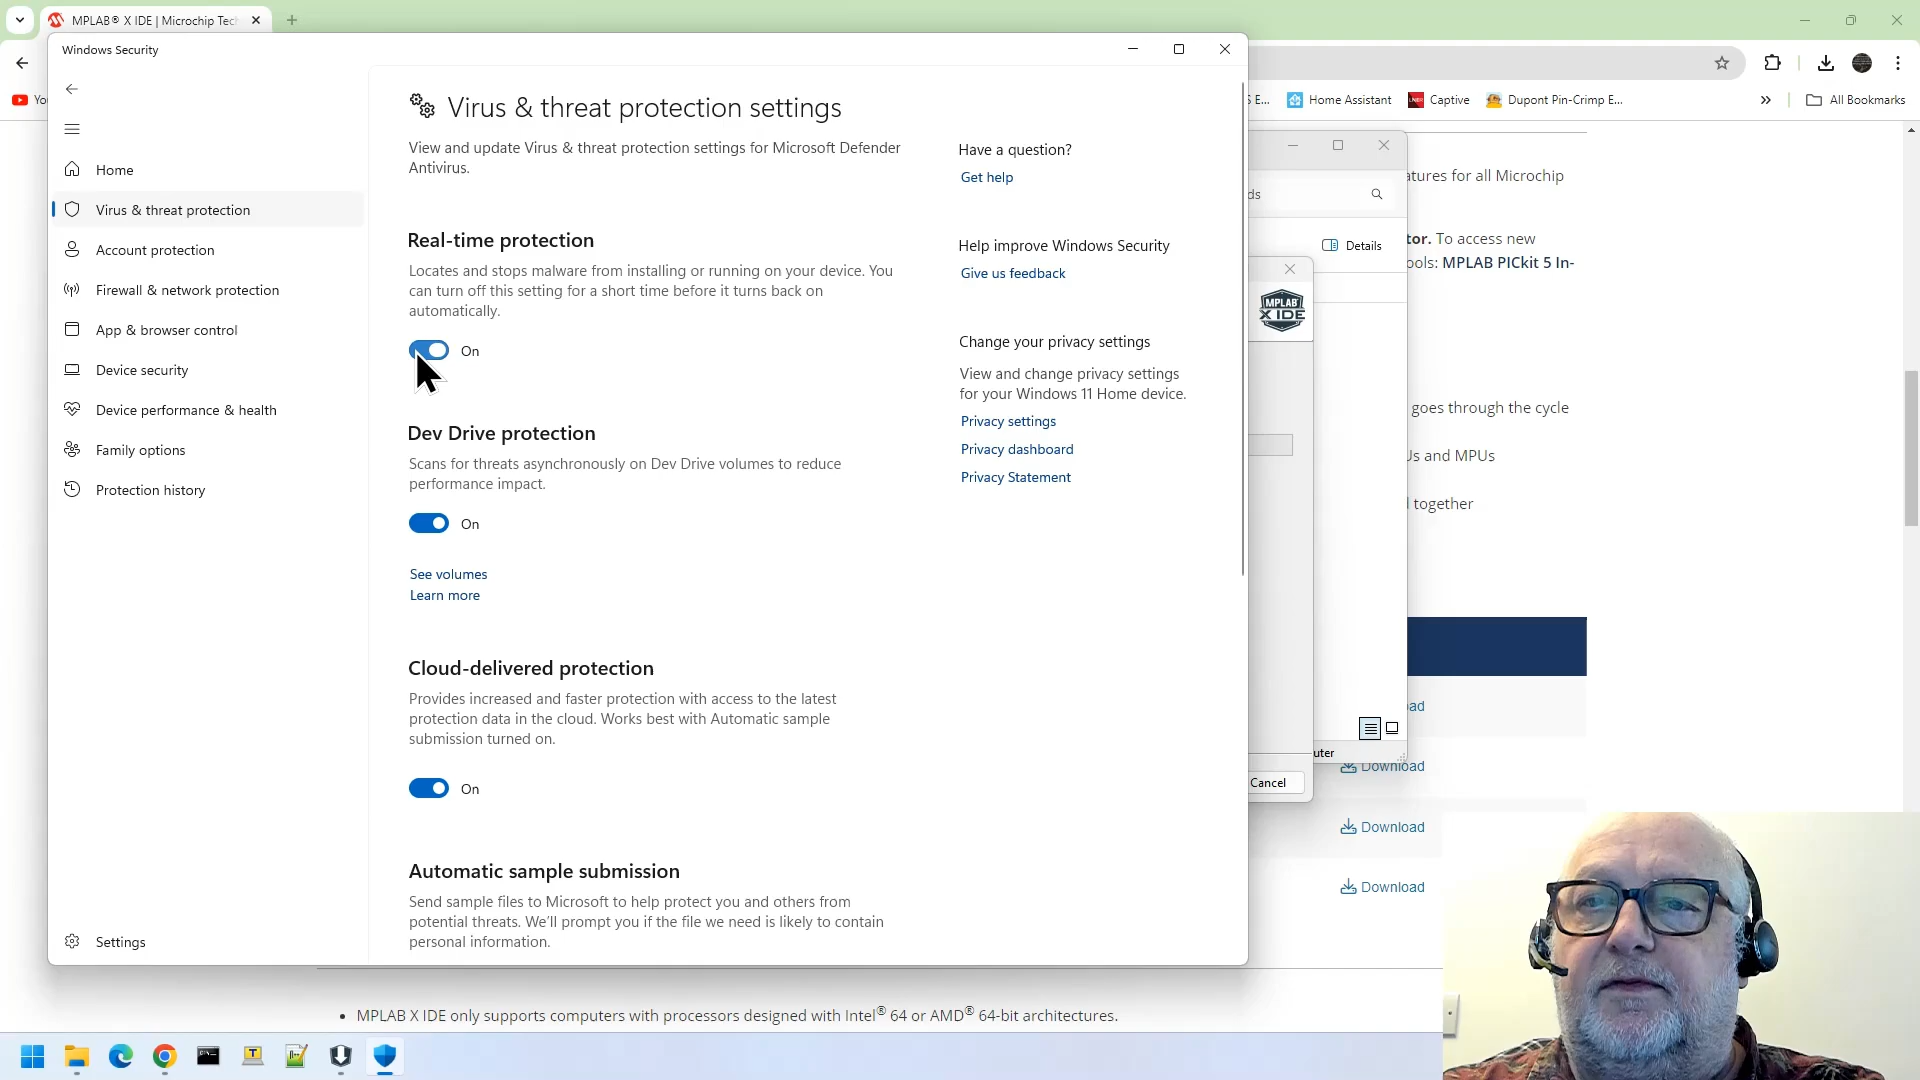 MPLAB® X IDE | Microchip Tec
Windows Security
You
S E...
Home Assistant
Captive
Dupont Pin-Crimp E...
All Bookmarks
Virus & threat protection settings
View and update Virus & threat protection settings for Microsoft Defender
Antivirus.
Home
Virus & threat protection
Account protection
Firewall & network protection
App & browser control
Device security
Device performance & health
Family options
Protection history
Settings
Real-time protection
Locates and stops malware from installing or running on your device. You
can turn off this setting for a short time before it turns back on
automatically.
On
Dev Drive protection
Scans for threats asynchronously on Dev Drive volumes to reduce
performance impact.
On
See volumes
Learn more
Cloud-delivered protection
Provides increased and faster protection with access to the latest
protection data in the cloud. Works best with Automatic sample
submission turned on.
On
Automatic sample submission
Send sample files to Microsoft to help protect you and others from
potential threats. We'll prompt you if the file we need is likely to contain
personal information.
Have a question?
Get help
Help improve Windows Security
Give us feedback
Change your privacy settings
View and change privacy settings
for your Windows 11 Home device.
Privacy settings
Privacy dashboard
Privacy Statement
ds
Details
MPLAB
X IDE
uter
Cancel
atures for all Microchip
tor. To access new
ools: MPLAB PICkit 5 In-
goes through the cycle
Us and MPUs
together
ad
Download
Download
Download
• MPLAB X IDE only supports computers with processors designed with Intel® 64 or AMD® 64-bit architectures.